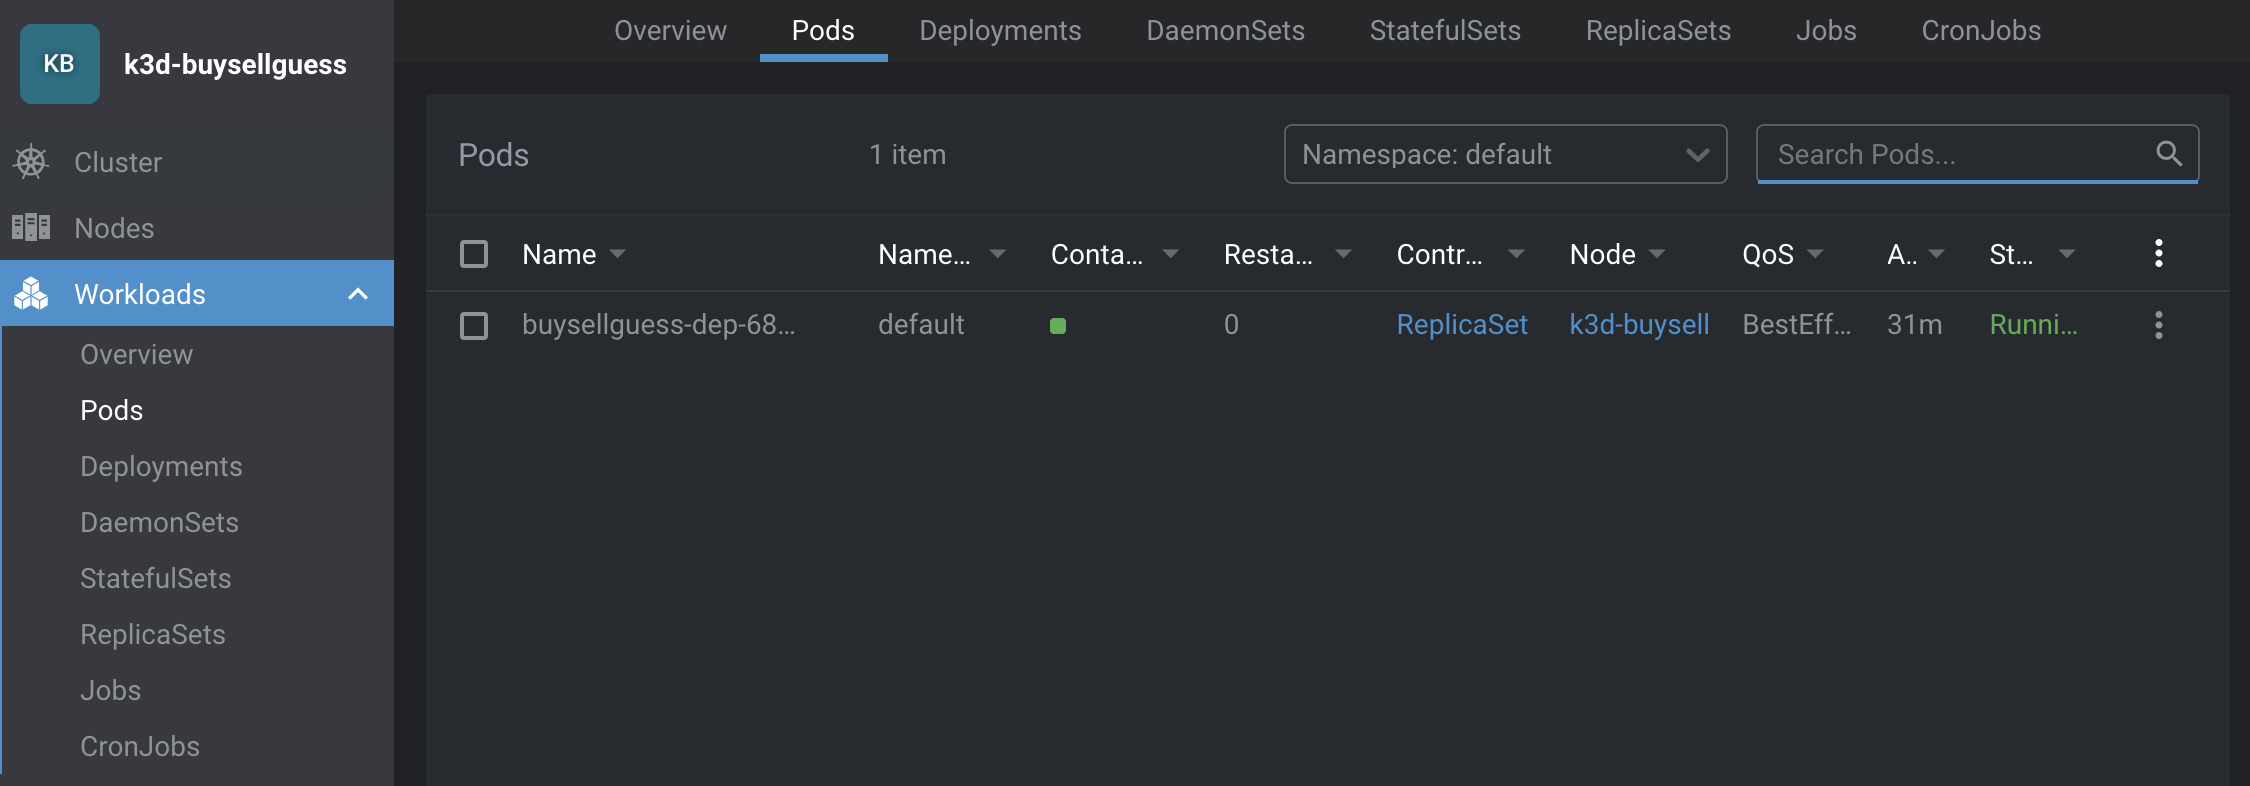 KB
k3d-buysellguess
Cluster
Nodes
Workloads
Overview
Pods
Deployments
DaemonSets
StatefulSets
ReplicaSets
Jobs
CronJobs
Overview Pods Deployments DaemonSets StatefulSets ReplicaSets Jobs CronJobs
Pods 1 item Namespace: default Search Pods...
Name Name... Conta... Resta... Contr... Node QoS A.. St...
buysellguess-dep-68... default 0 ReplicaSet k3d-buysell BestEff... 31m Runni...